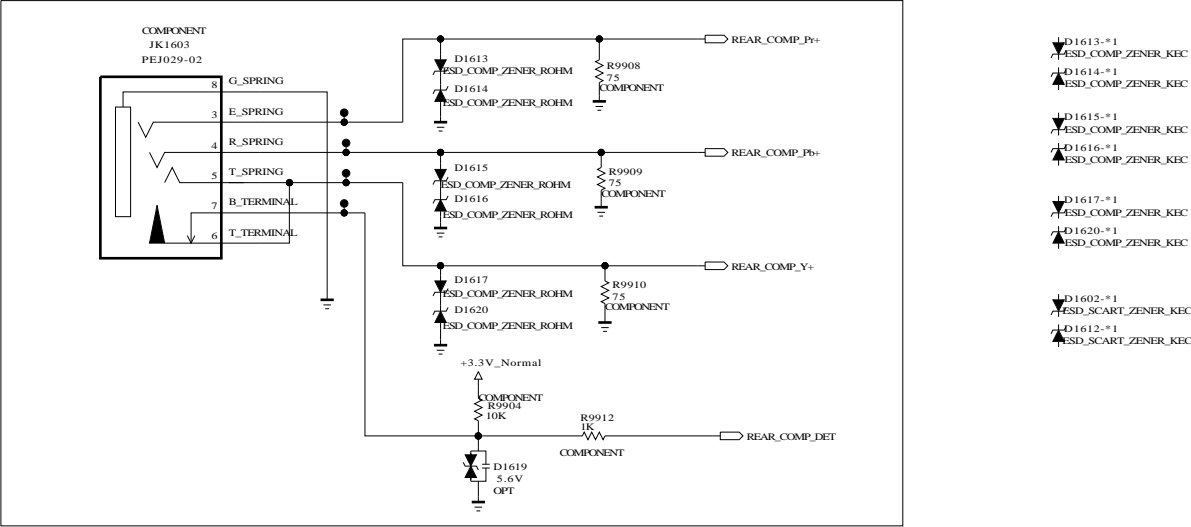 COMPONENT
JK1603
PEJ029-02
8
G_SPRING
3
E_SPRING
4
R_SPRING
5
T_SPRING
7
B_TERMINAL
6
T_TERMINAL
D1613
ESD_COMP_ZENER_ROHM
D1614
ESD_COMP_ZENER_ROHM
R9908
75
COMPONENT
REAR_COMP_Pr+
D1615
ESD_COMP_ZENER_ROHM
D1616
ESD_COMP_ZENER_ROHM
R9909
75
COMPONENT
REAR_COMP_Pb+
D1617
ESD_COMP_ZENER_ROHM
D1620
ESD_COMP_ZENER_ROHM
R9910
75
COMPONENT
REAR_COMP_Y+
+3.3V_Normal
COMPONENT
R9904
10K
R9912
1K
COMPONENT
REAR_COMP_DET
D1619
5.6V
OPT
D1613-*1
ESD_COMP_ZENER_KEC
D1614-*1
ESD_COMP_ZENER_KEC
D1615-*1
ESD_COMP_ZENER_KEC
D1616-*1
ESD_COMP_ZENER_KEC
D1617-*1
ESD_COMP_ZENER_KEC
D1620-*1
ESD_COMP_ZENER_KEC
D1602-*1
ESD_SCART_ZENER_KEC
D1612-*1
ESD_SCART_ZENER_KEC